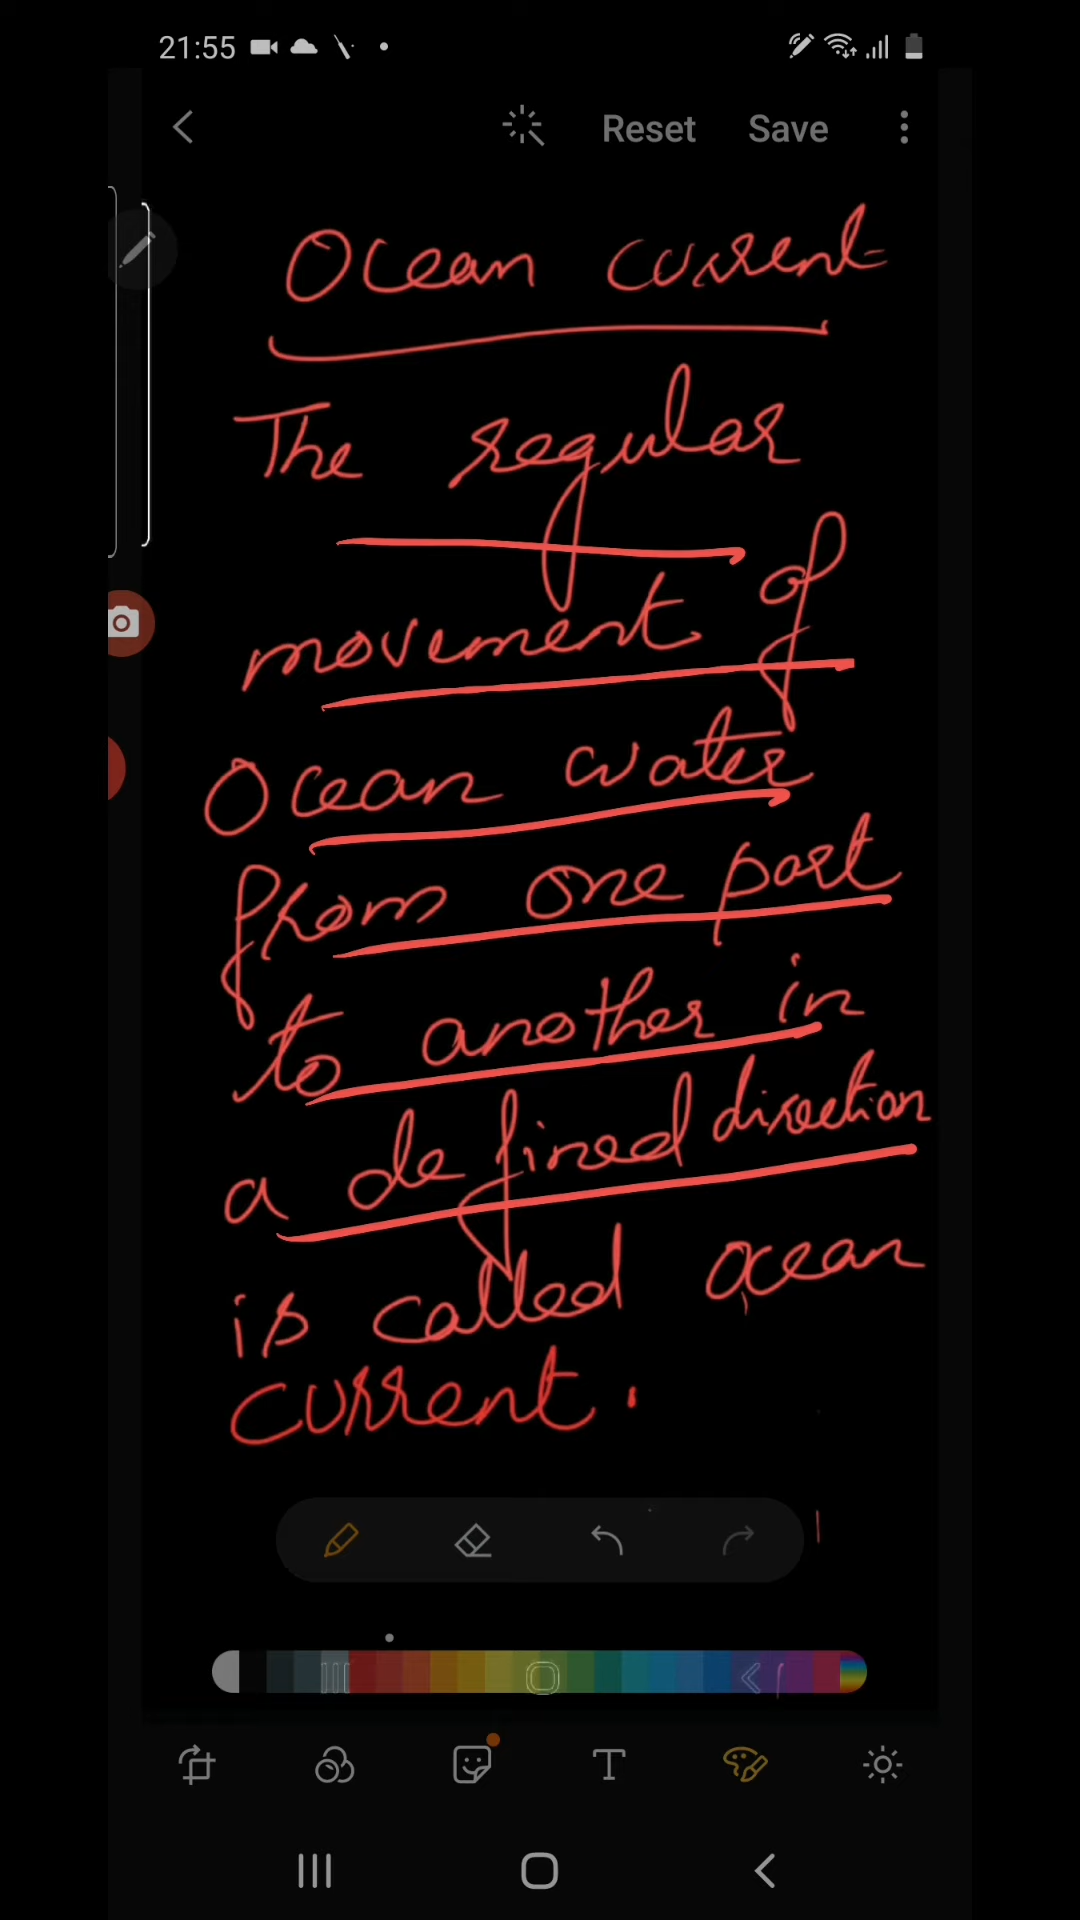 21:55
Reset Save
Ocean current
The regular
movement of
Ocean water
from one part
to another in
a defined direction
is called ocean
current.
T